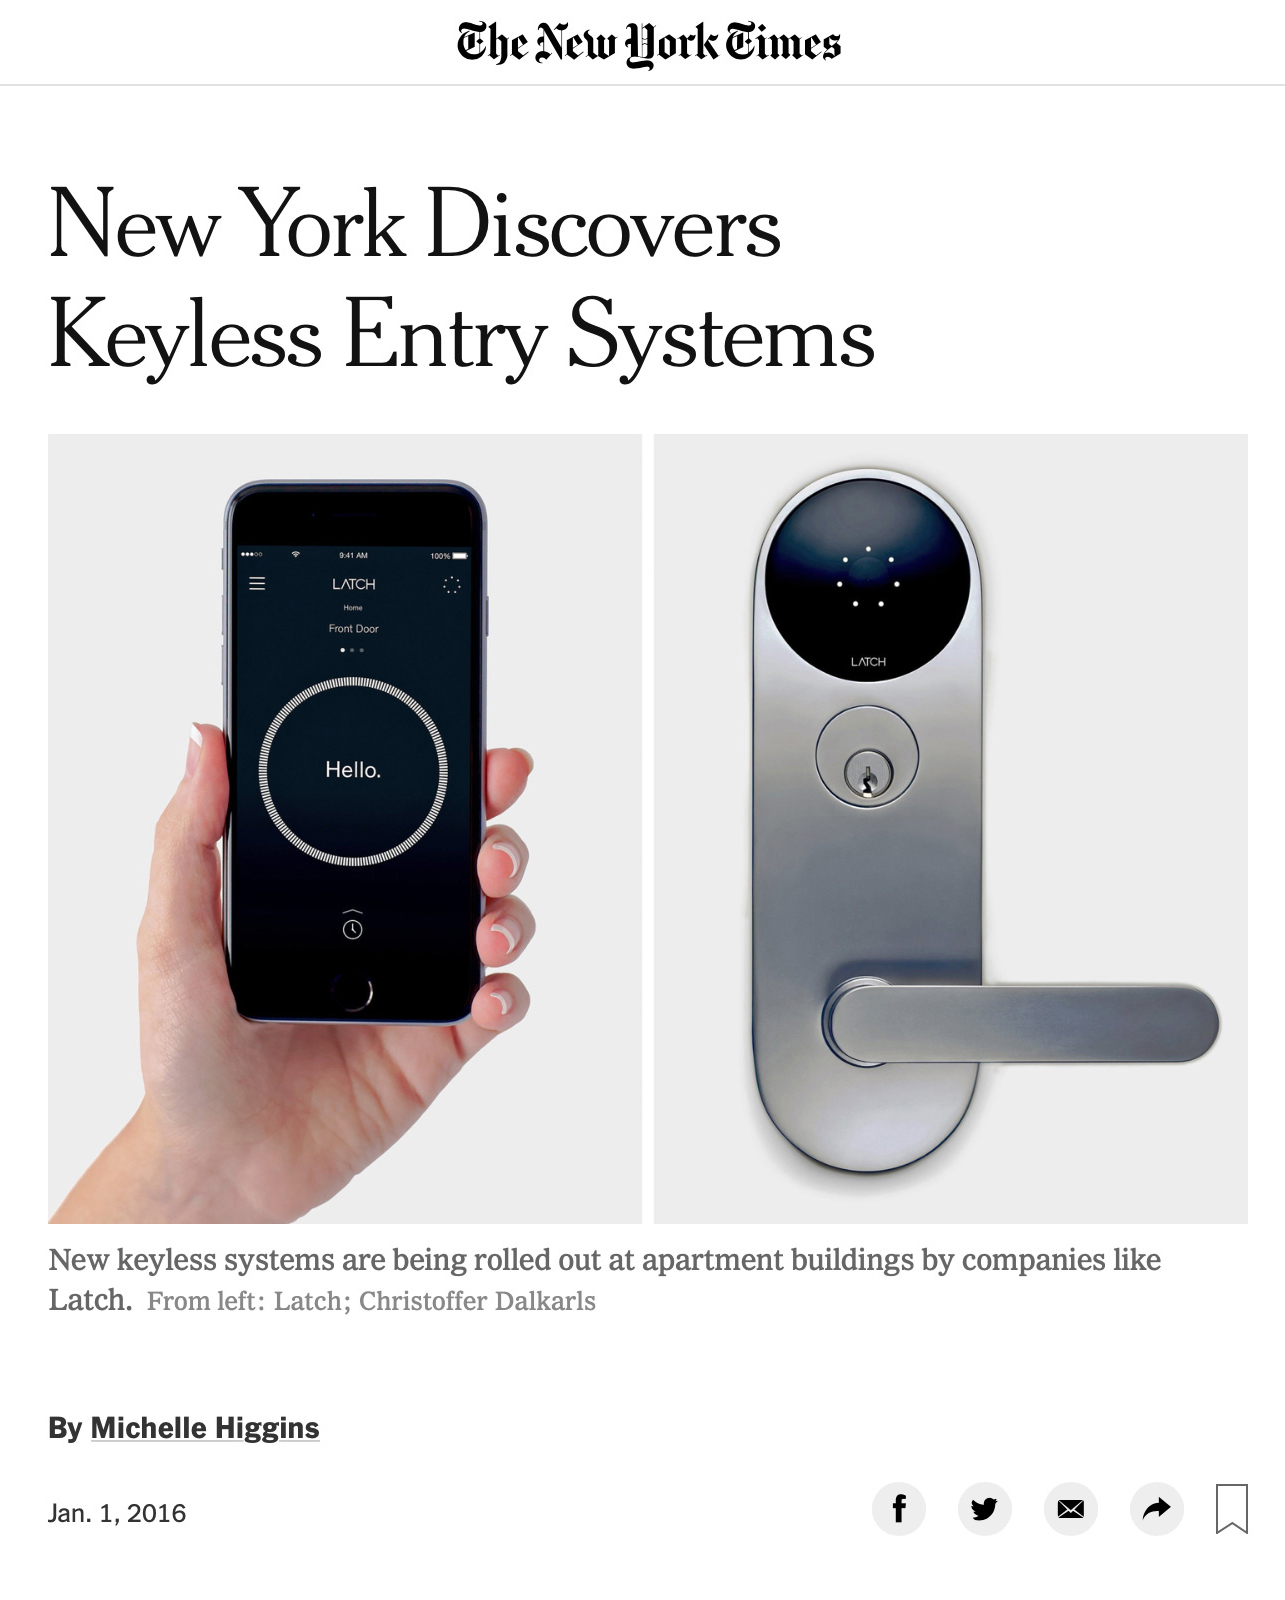 The New York Times
New York Discovers
Keyless Entry Systems
9:41 AM
100%
LATCH
Home
Front Door
Hello.
LATCH
New keyless systems are being rolled out at apartment buildings by companies like
Latch. From left: Latch; Christoffer Dalkarls
By Michelle Higgins
Jan. 1, 2016